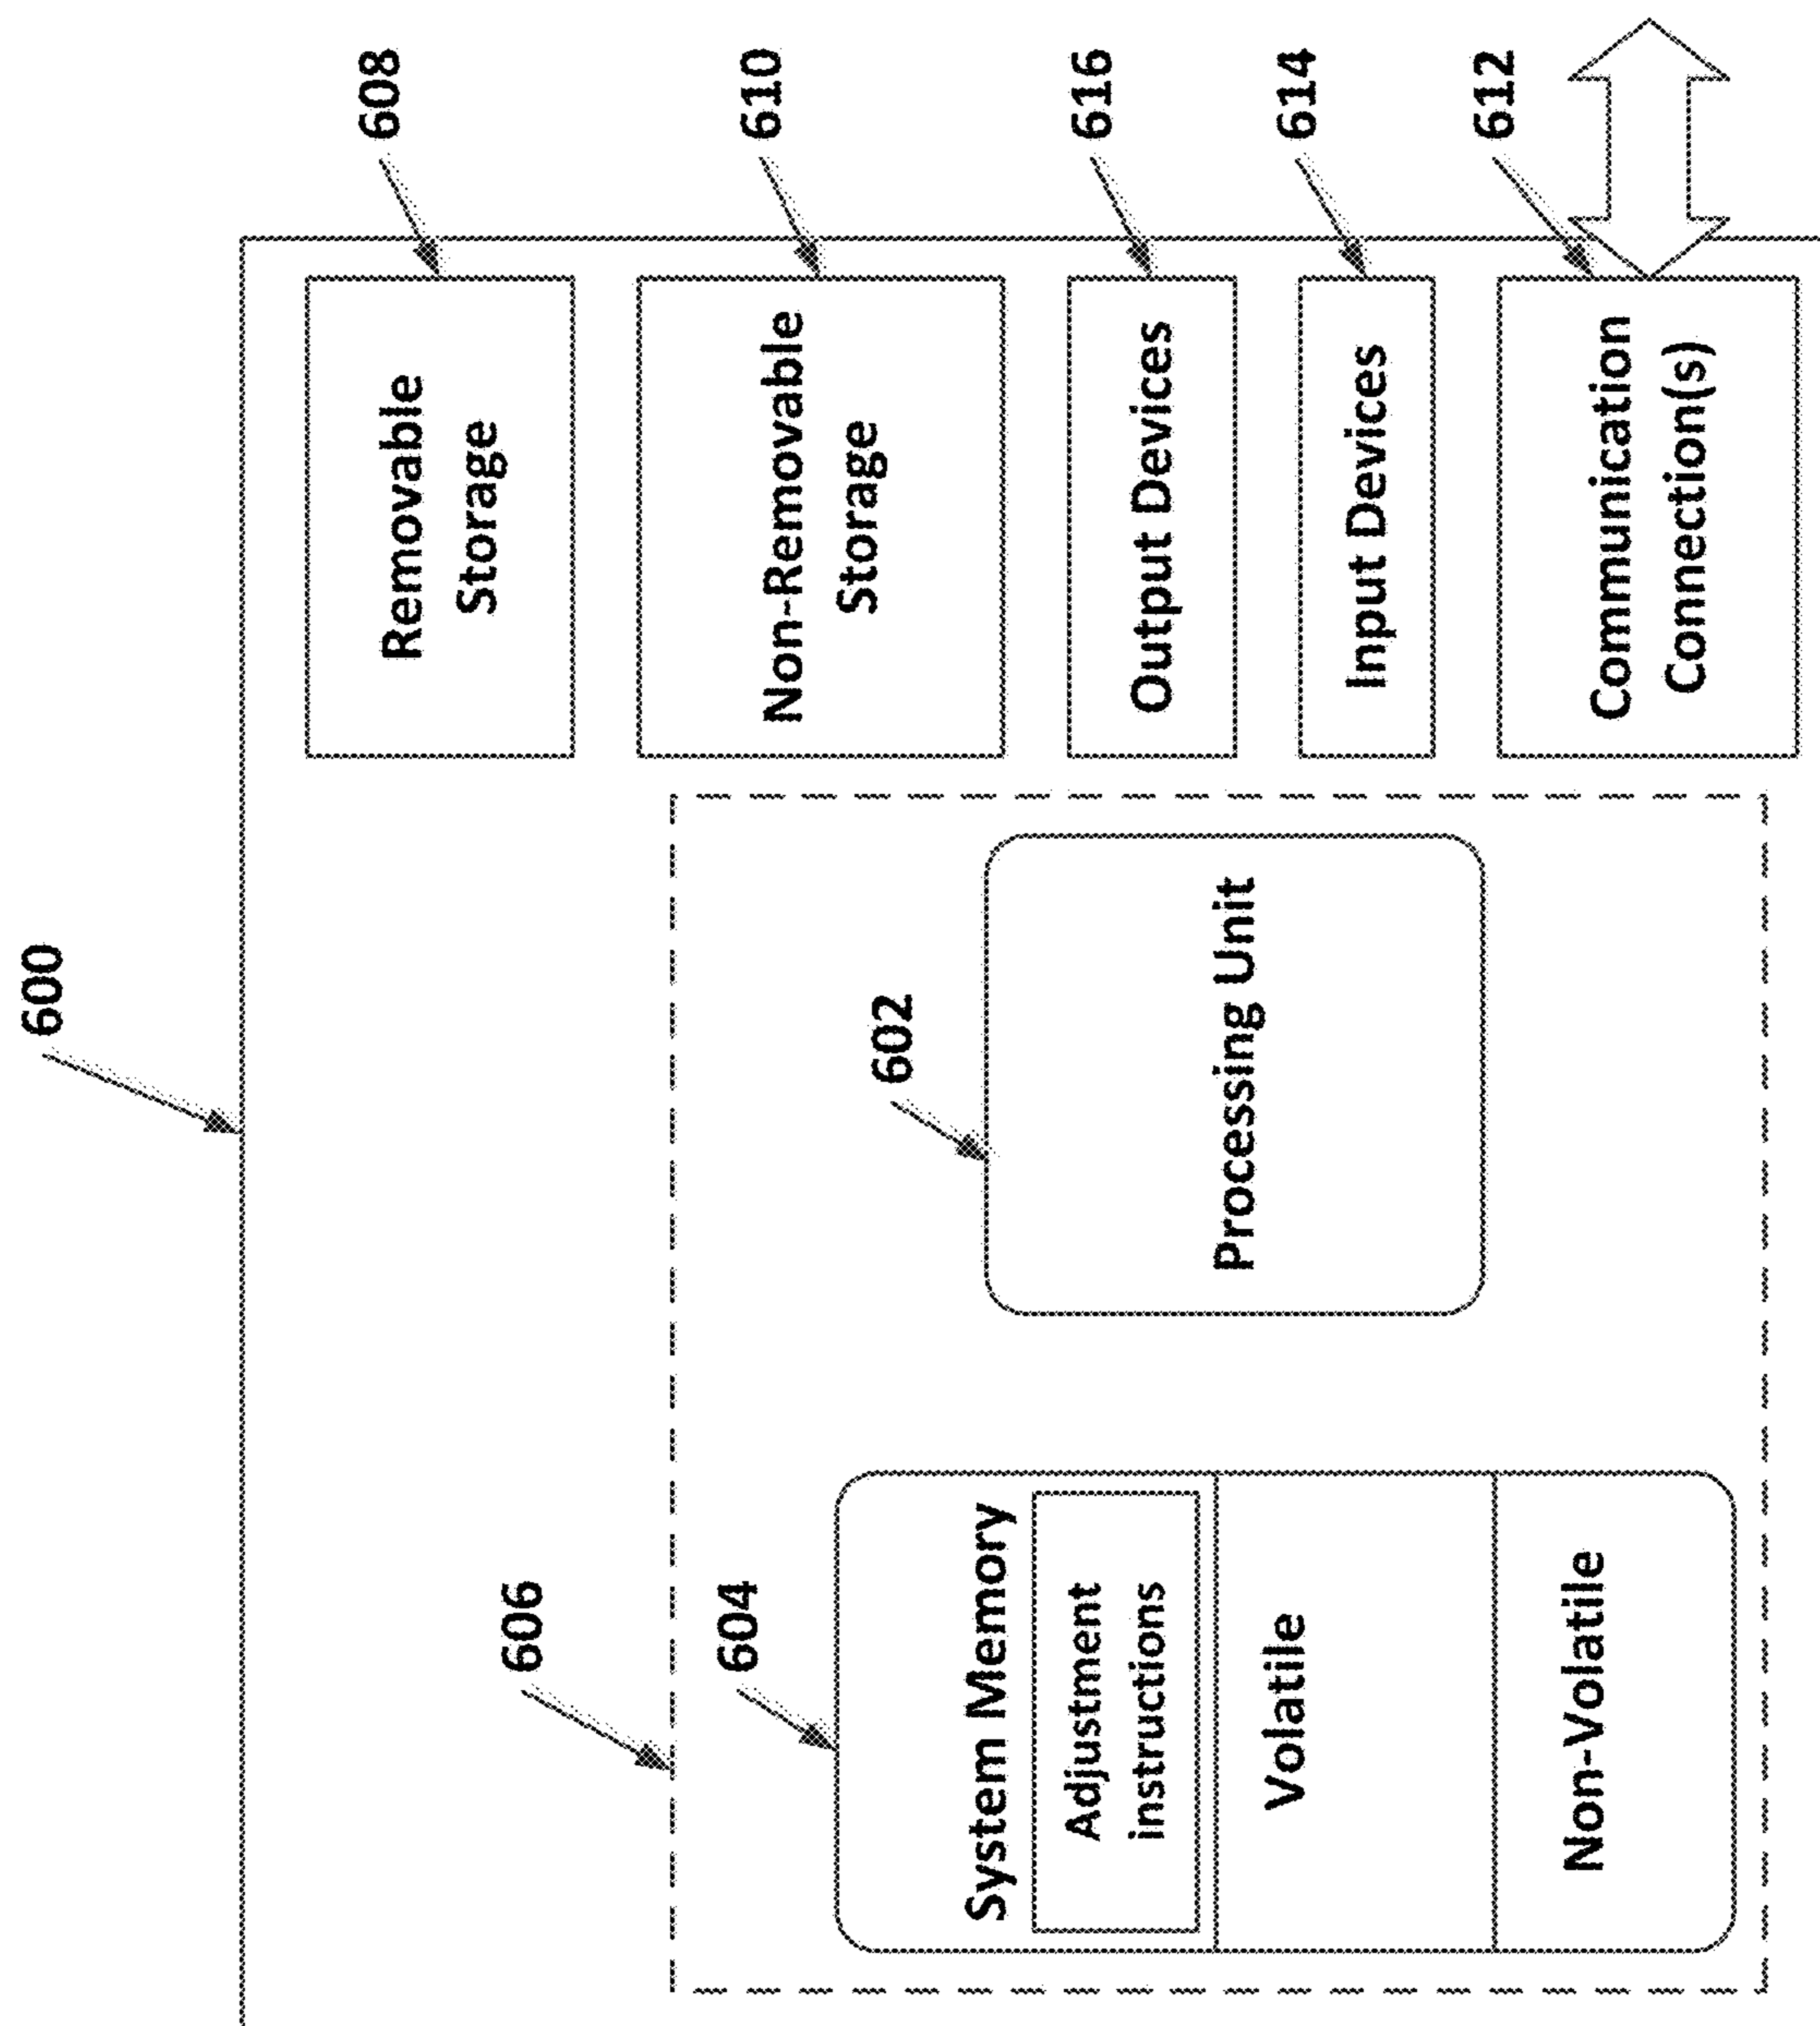 600
606
604
System Memory
Adjustment
instructions
Volatile
Non-Volatile
602
Processing Unit
608
Removable
Storage
610
Non-Removable
Storage
616
Output Devices
614
Input Devices
612
Communication
Connection(s)